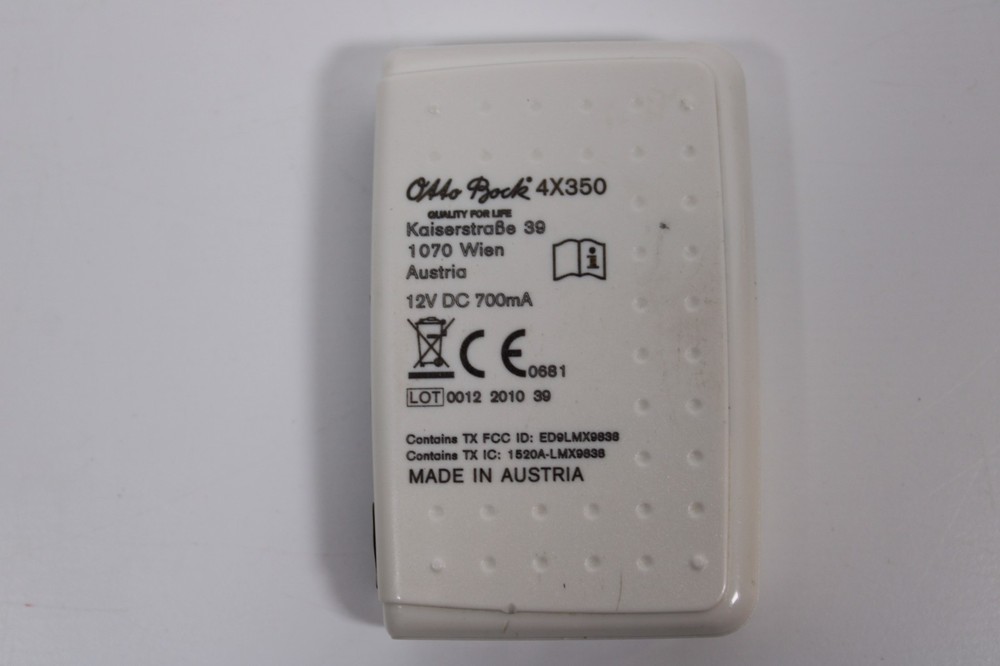 Otto Bock 4X350
QUALITY FOR LIFE
Kaiserstraße 39
1070 Wien
Austria
i
12V DC 700mA
CE 0681
LOT 0012 2010 39
Contains TX FCC ID: ED9LMX9838
Contains TX IC: 1520A-LMX9838
MADE IN AUSTRIA